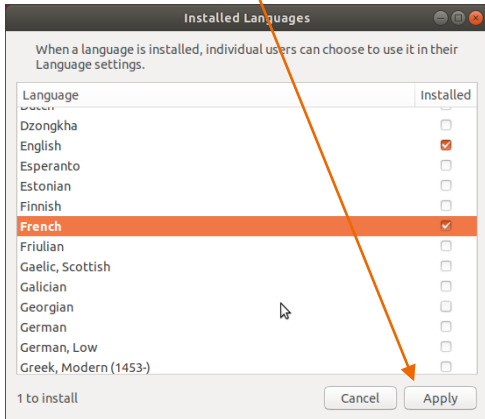 Installed Languages
When a language is installed, individual users can choose to use it in their
Language settings.
Language Installed
Dutch
Dzongkha
English
Esperanto
Estonian
Finnish
French
Friulian
Gaelic, Scottish
Galician
Georgian
German
German, Low
Greek, Modern (1453-)
1 to install Cancel Apply